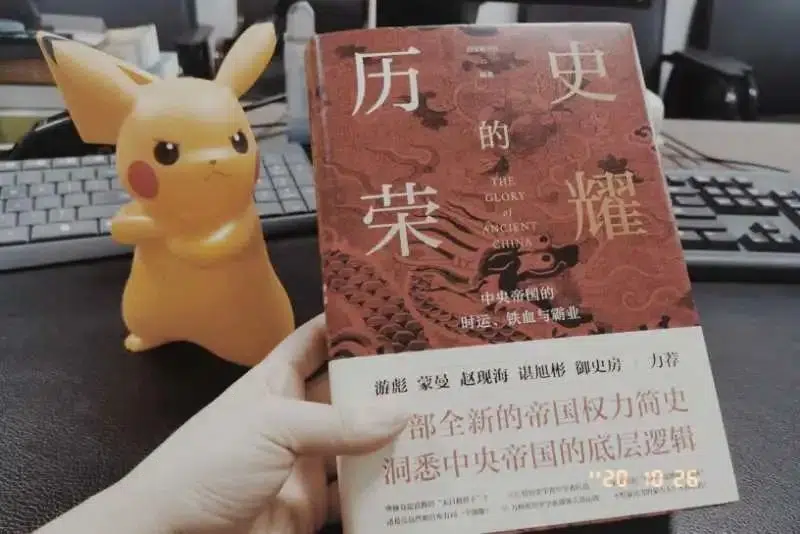 历史
的
荣耀
THE
GLORY
of
ANCIENT
CHINA
中央帝国的
时运、铁血与霸业
游彪 蒙曼 赵现海 谌旭彬 御史房 力荐
部全新的帝国权力简史
洞悉中央帝国的底层逻辑
'20 10 26